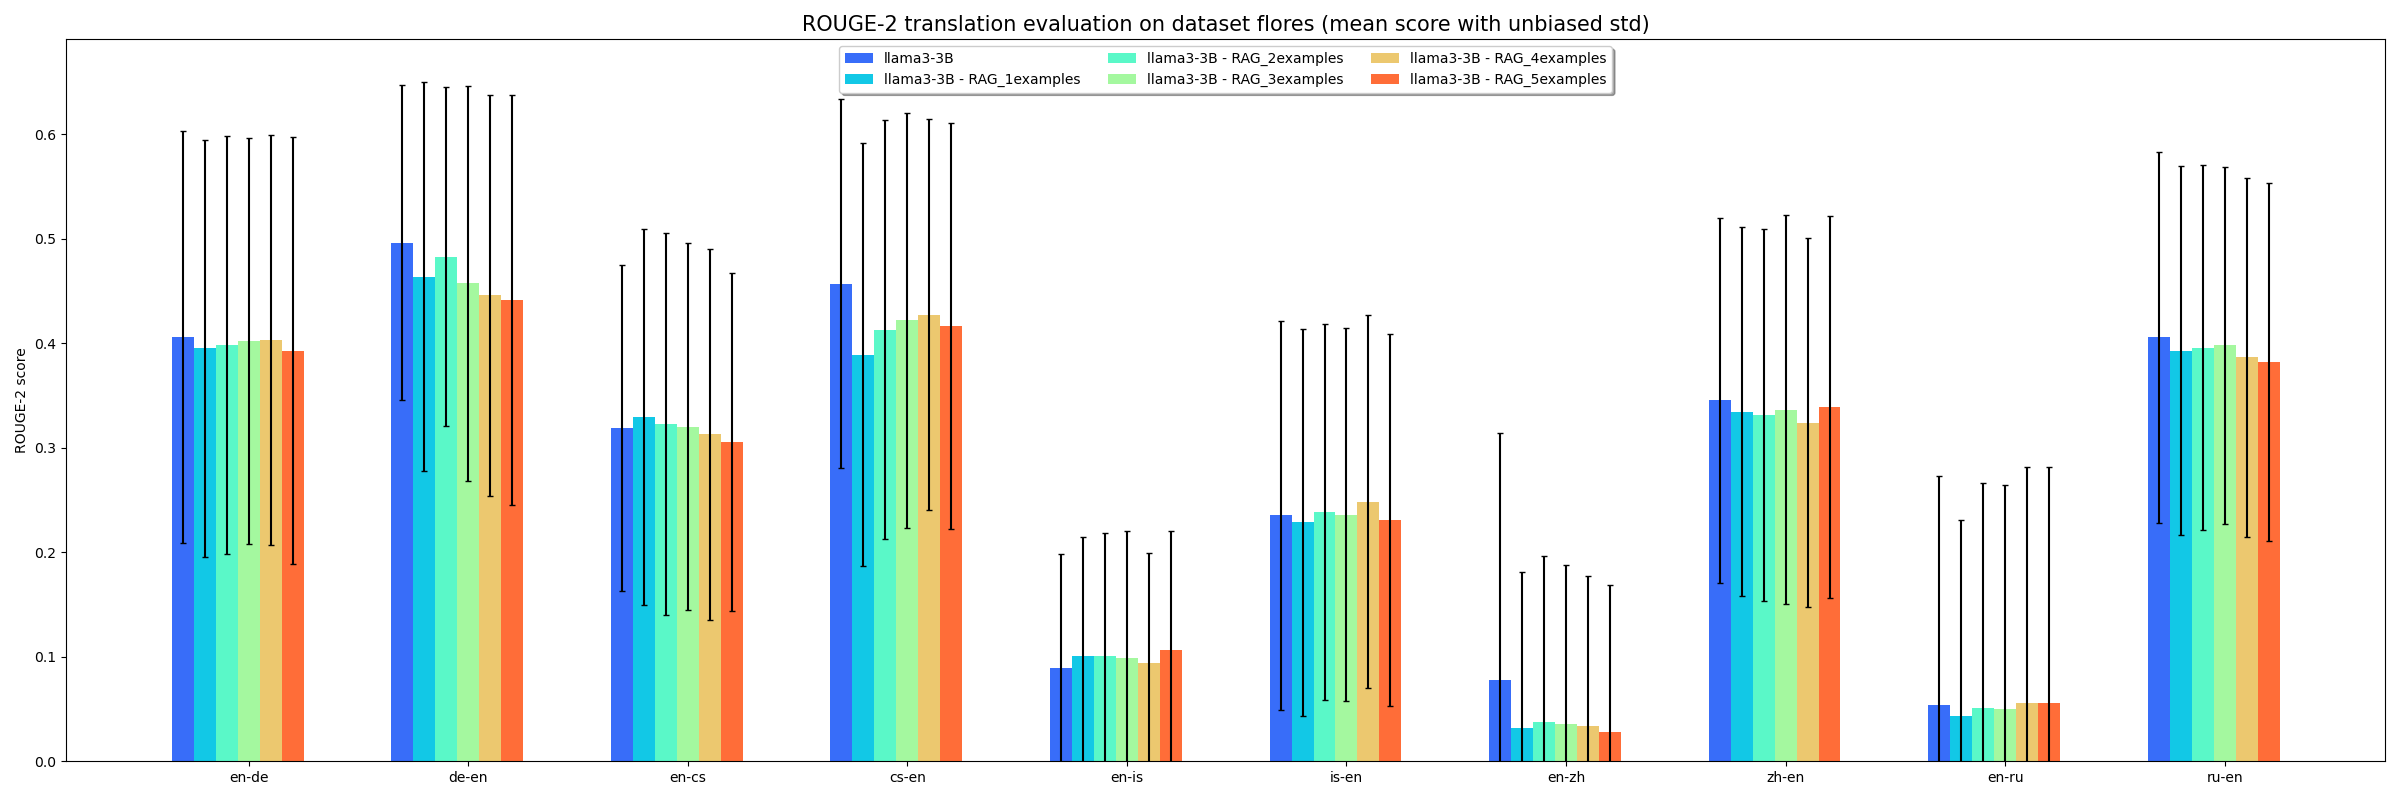 ROUGE-2 translation evaluation on dataset flores (mean score with unbiased std)
llama3-3B
llama3-3B - RAG_1examples
llama3-3B - RAG_2examples
llama3-3B - RAG_3examples
llama3-3B - RAG_4examples
llama3-3B - RAG_5examples
ROUGE-2 score
0.6
0.5
0.4
0.3
0.2
0.1
0.0
en-de de-en en-cs cs-en en-is is-en en-zh zh-en en-ru ru-en